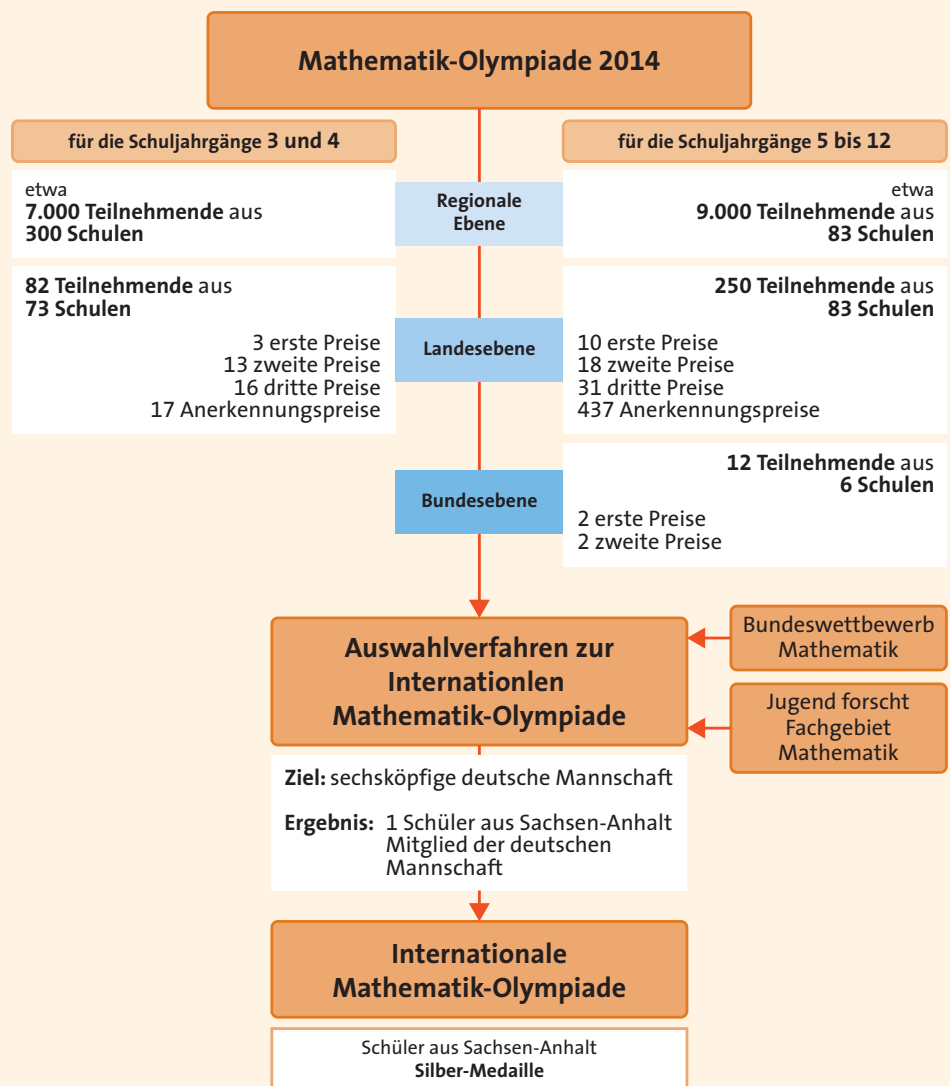 Mathematik-Olympiade 2014
für die Schuljahrgänge 3 und 4
für die Schuljahrgänge 5 bis 12
etwa
7.000 Teilnehmende aus
300 Schulen
Regionale
Ebene
etwa
9.000 Teilnehmende aus
83 Schulen
82 Teilnehmende aus
73 Schulen
3 erste Preise
13 zweite Preise
16 dritte Preise
17 Anerkennungspreise
Landesebene
250 Teilnehmende aus
83 Schulen
10 erste Preise
18 zweite Preise
31 dritte Preise
437 Anerkennungspreise
Bundesebene
12 Teilnehmende aus
6 Schulen
2 erste Preise
2 zweite Preise
Auswahlverfahren zur
Internationlen
Mathematik-Olympiade
Bundeswettbewerb
Mathematik
Jugend forscht
Fachgebiet
Mathematik
Ziel: sechsköpfige deutsche Mannschaft
Ergebnis: 1 Schüler aus Sachsen-Anhalt
Mitglied der deutschen
Mannschaft
Internationale
Mathematik-Olympiade
Schüler aus Sachsen-Anhalt
Silber-Medaille